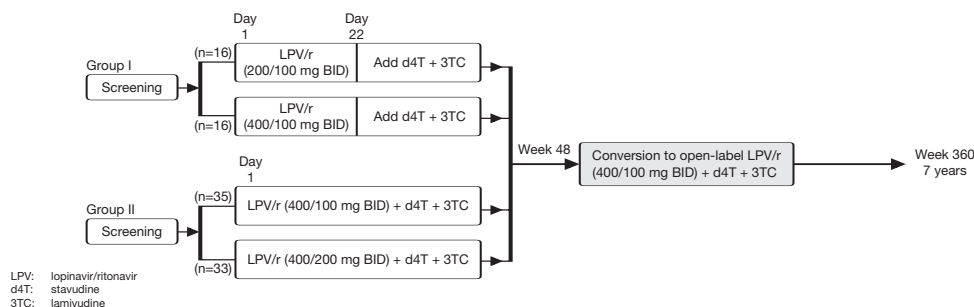 Day
1
Day
22
(n=16)
LPV/r
(200/100 mg BID)
Add d4T + 3TC
Group I
Screening
LPV/r
(400/100 mg BID)
Add d4T + 3TC
(n=16)
Week 48
Conversion to open-label LPV/r
(400/100 mg BID) + d4T + 3TC
Week 360
7 years
Day
1
(n=35)
LPV/r (400/100 mg BID) + d4T + 3TC
Group II
Screening
LPV/r (400/200 mg BID) + d4T + 3TC
(n=33)
LPV: lopinavir/ritonavir
d4T: stavudine
3TC: lamivudine